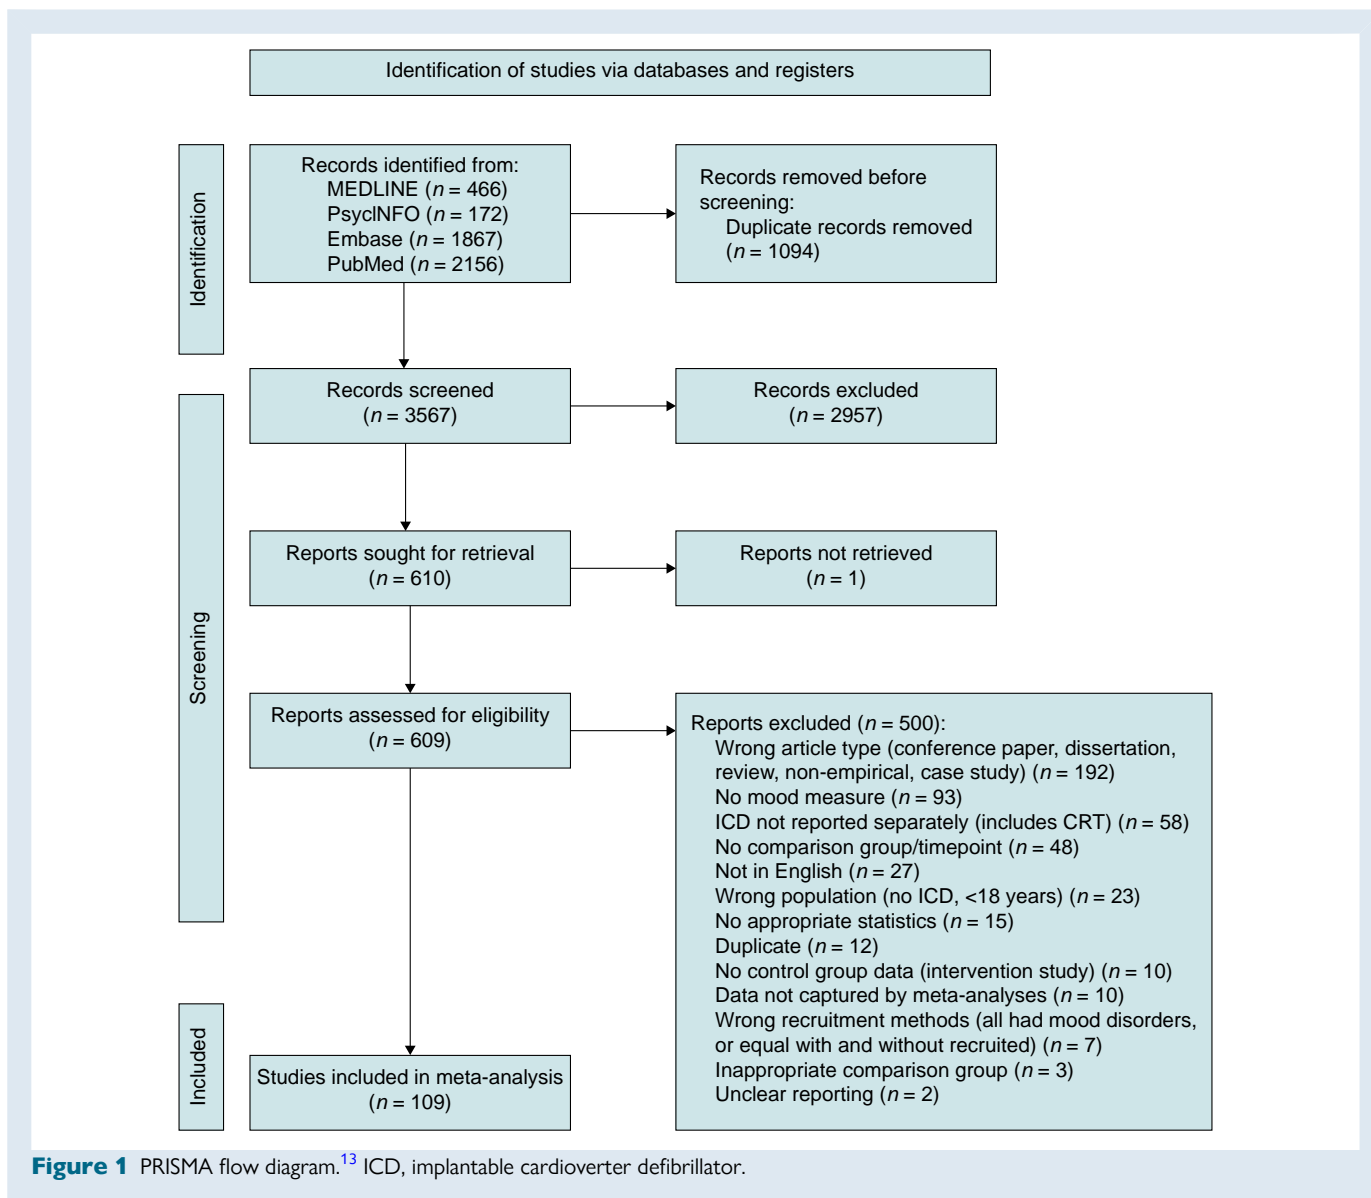 Identification of studies via databases and registers
Identification
Records identified from:
MEDLINE (n = 466)
PsycINFO (n = 172)
Embase (n = 1867)
PubMed (n = 2156)
Records removed before
screening:
Duplicate records removed
(n = 1094)
Screening
Records screened
(n = 3567)
Records excluded
(n = 2957)
Reports sought for retrieval
(n = 610)
Reports not retrieved
(n = 1)
Reports assessed for eligibility
(n = 609)
Reports excluded (n = 500):
Wrong article type (conference paper, dissertation,
review, non-empirical, case study) (n = 192)
No mood measure (n = 93)
ICD not reported separately (includes CRT) (n = 58)
No comparison group/timepoint (n = 48)
Not in English (n = 27)
Wrong population (no ICD, <18 years) (n = 23)
No appropriate statistics (n = 15)
Duplicate (n = 12)
No control group data (intervention study) (n = 10)
Data not captured by meta-analyses (n = 10)
Wrong recruitment methods (all had mood disorders,
or equal with and without recruited) (n = 7)
Inappropriate comparison group (n = 3)
Unclear reporting (n = 2)
Included
Studies included in meta-analysis
(n = 109)
Figure 1 PRISMA flow diagram.13 ICD, implantable cardioverter defibrillator.